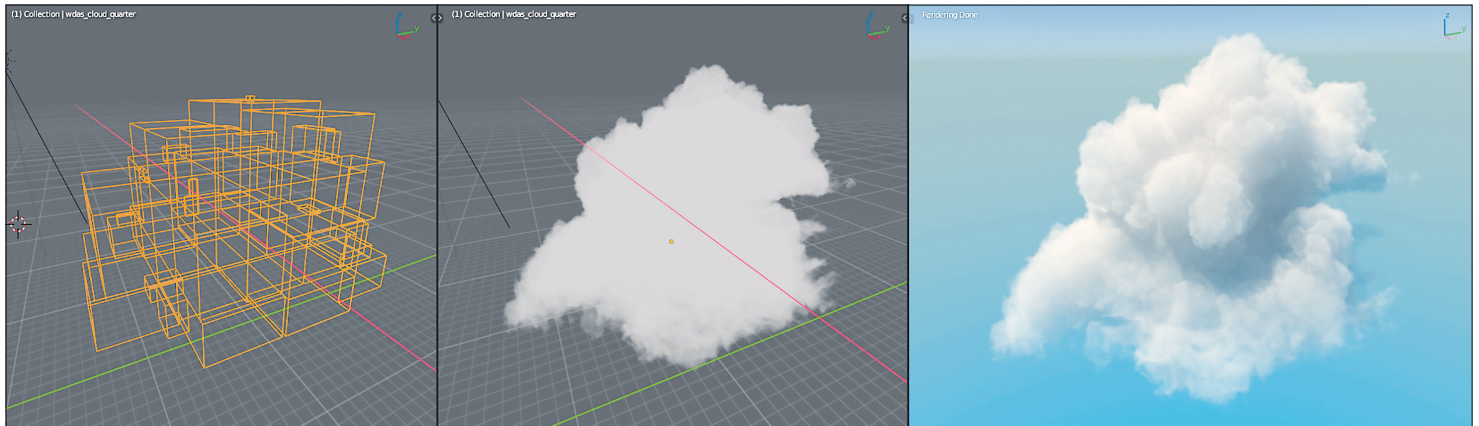 (1) Collection | wdas_cloud_quarter
(1) Collection | wdas_cloud_quarter
Rendering Done
y
y
z
y